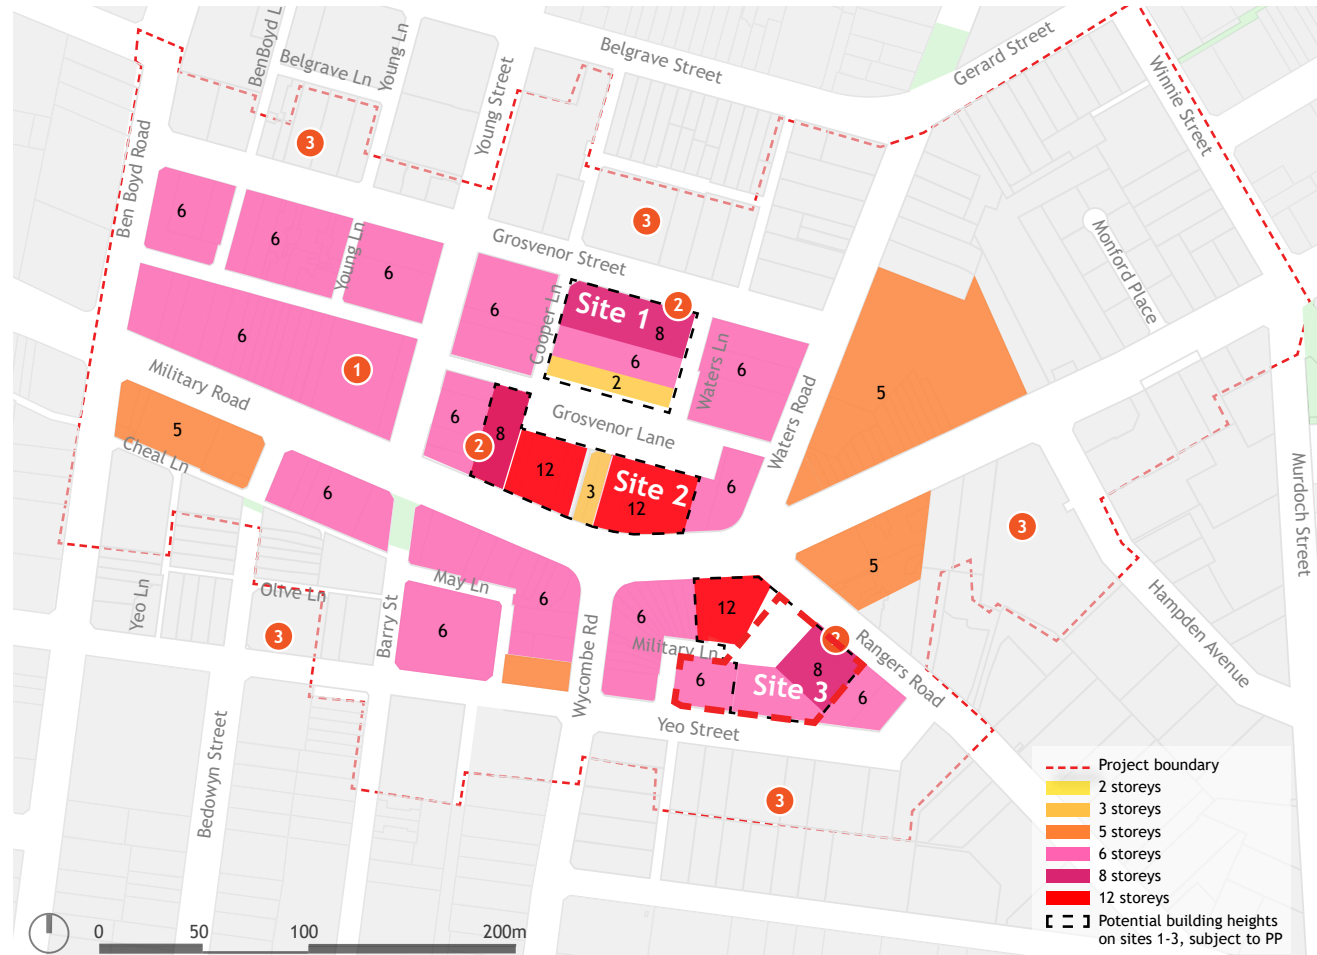 Belgrave Street
Gerard Street
BenBoyd L
Young Ln
Belgrave Ln
Young Street
Winnie Street
3
Ben Boyd Road
6
6
Young Ln
6
3
Grosvenor Street
Monford Place
6
Cooper Ln
Site 1
2
8
6
2
6
1
Waters Ln
6
Waters Road
5
Military Road
5
Cheal Ln
6
2
8
Grosvenor Lane
12
3
Site 2
12
6
6
3
Murdoch Street
5
Yeo Ln
Olive Ln
3
Barry St
May Ln
6
6
Wycombe Rd
6
12
Military Ln
2
8
Rangers Road
Hampden Avenue
6
Site 3
6
Yeo Street
Bedowyn Street
3
Project boundary
2 storeys
3 storeys
5 storeys
6 storeys
8 storeys
12 storeys
Potential building heights
on sites 1-3, subject to PP
0
50
100
200m